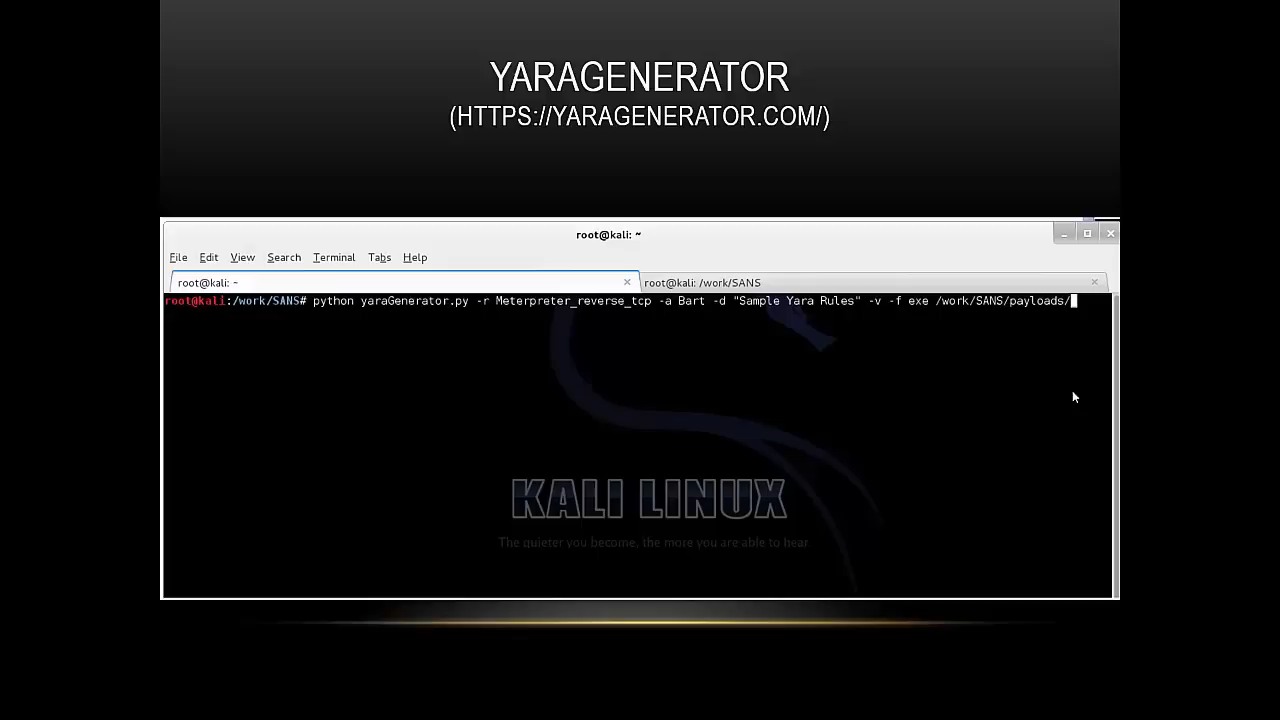 YARAGENERATOR
(HTTPS://YARAGENERATOR.COM/)
root@kali: ~
File Edit View Search Terminal Tabs Help
root@kali: ~ root@kali: /work/SANS
root@kali:/work/SANS# python yaraGenerator.py -r Meterpreter_reverse_tcp -a Bart -d "Sample Yara Rules" -v -f exe /work/SANS/payloads/
KALI LINUX
The quieter you become, the more you are able to hear